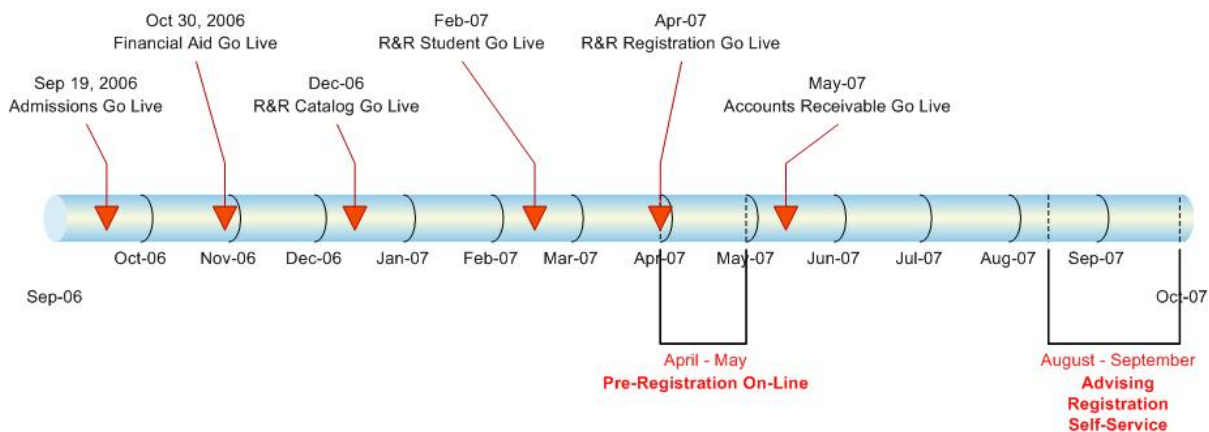 Oct 30, 2006
Financial Aid Go Live
Feb-07
R&R Student Go Live
Apr-07
R&R Registration Go Live
Sep 19, 2006
Admissions Go Live
Dec-06
R&R Catalog Go Live
May-07
Accounts Receivable Go Live
Oct-06
Nov-06
Dec-06
Jan-07
Feb-07
Mar-07
Apr-07
May-07
Jun-07
Jul-07
Aug-07
Sep-07
Sep-06
Oct-07
April - May
Pre-Registration On-Line
August - September
Advising
Registration
Self-Service